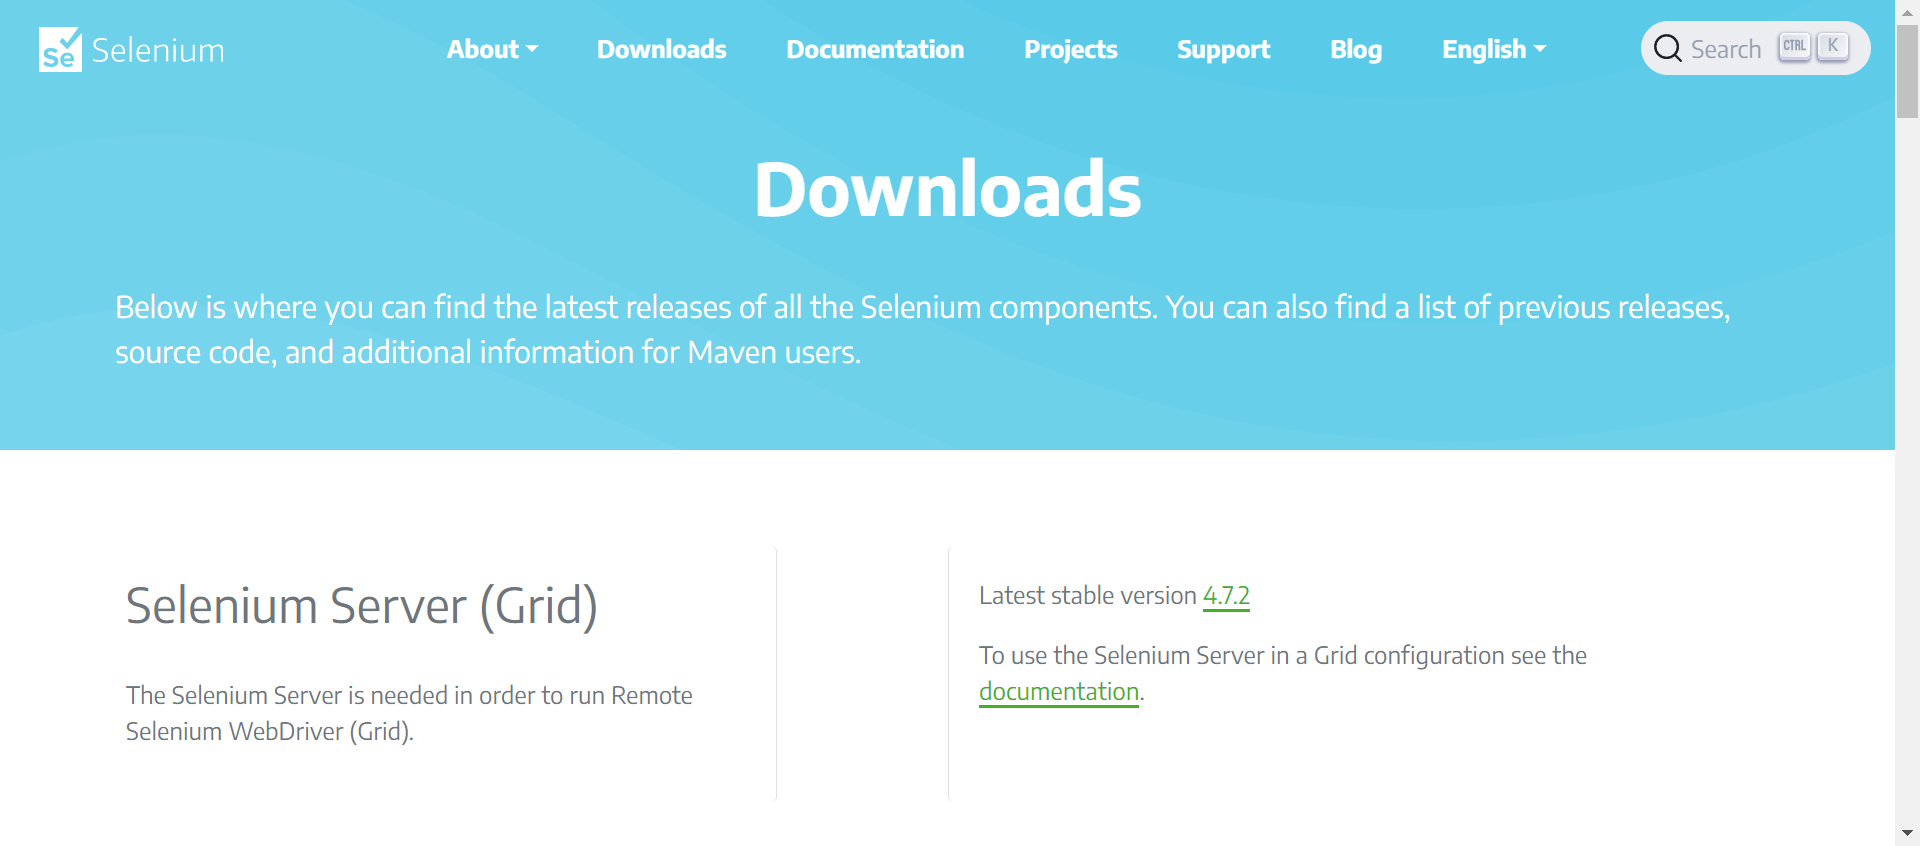 Se Selenium
About Downloads Documentation Projects Support Blog English Search CTRL K
Downloads
Below is where you can find the latest releases of all the Selenium components. You can also find a list of previous releases,
source code, and additional information for Maven users.
Selenium Server (Grid)
The Selenium Server is needed in order to run Remote
Selenium WebDriver (Grid).
Latest stable version 4.7.2
To use the Selenium Server in a Grid configuration see the
documentation.